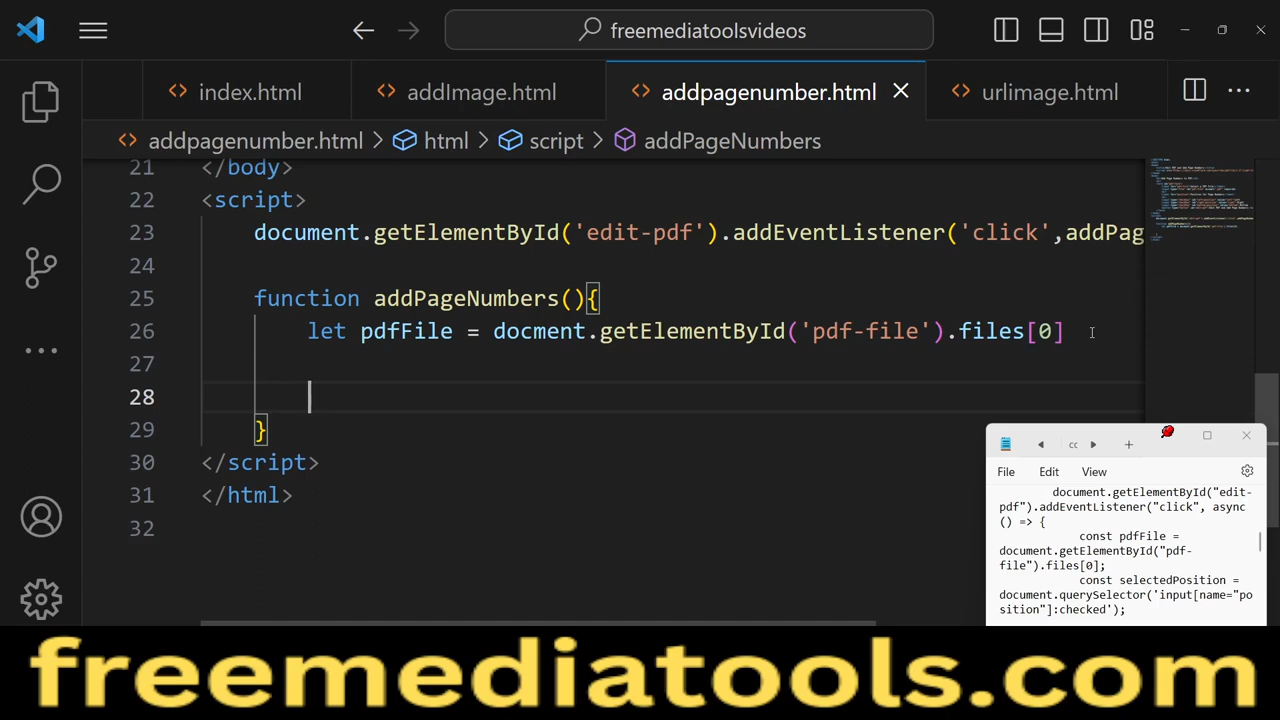 freemediatoolsvideos
index.html
addImage.html
addpagenumber.html
urlimage.html
addpagenumber.html > html > script > addPageNumbers
21 </body>
22 <script>
23 document.getElementById('edit-pdf').addEventListener('click',addPag
24
25 function addPageNumbers(){
26 let pdfFile = docment.getElementById('pdf-file').files[0]
27
28
29 }
30 </script>
31 </html>
32
cc
File Edit View
document.getElementById("edit-
pdf").addEventListener("click", async
() => {
const pdfFile =
document.getElementById("pdf-
file").files[0];
const selectedPosition =
document.querySelector('input[name="po
sition"]:checked');
freemediatools.com